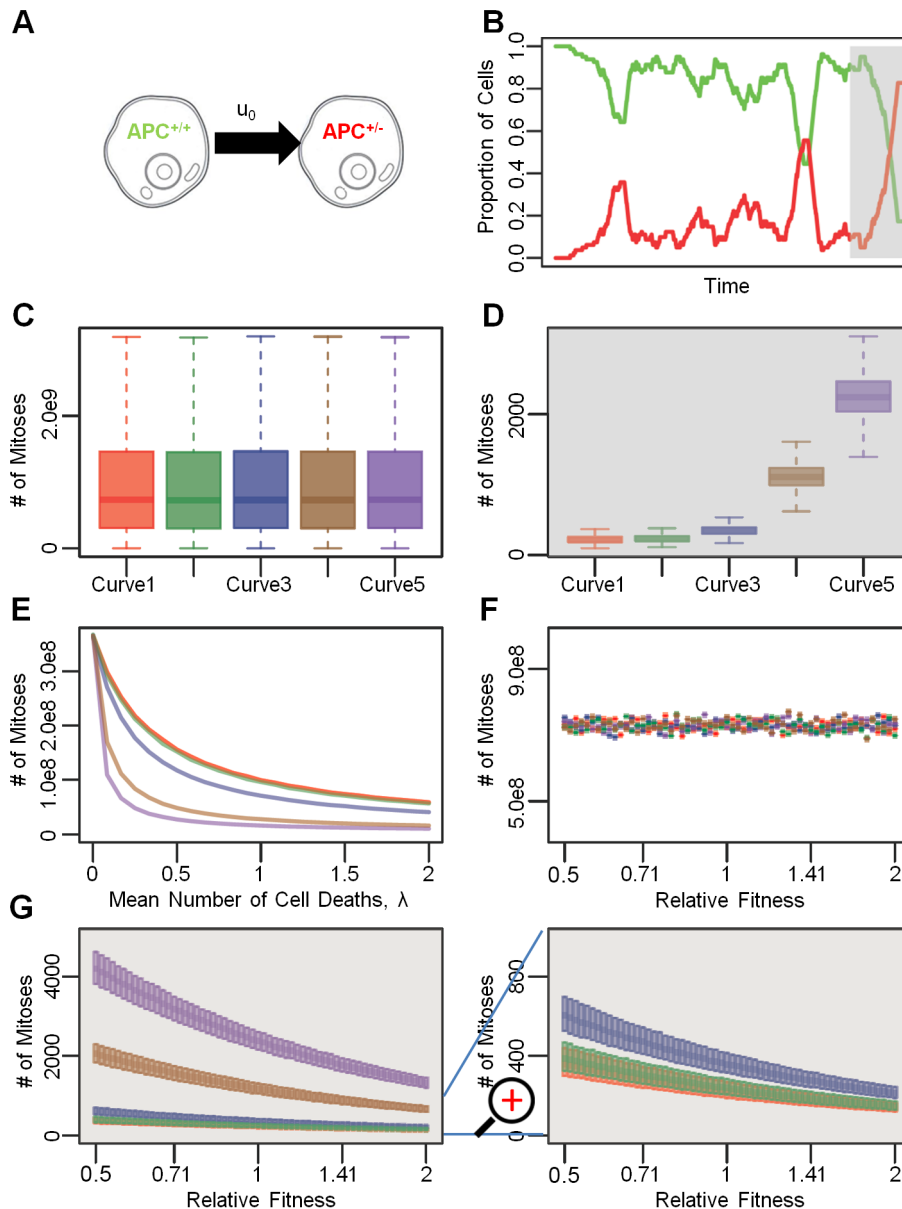 A
APC+/+
u0
APC+/-
B
Proportion of Cells
1.0
0.8
0.6
0.4
0.2
0.0
Time
C
# of Mitoses
2.0e9
0
Curve1
Curve3
Curve5
D
# of Mitoses
2000
0
Curve1
Curve3
Curve5
E
# of Mitoses
3.0e8
2.0e8
1.0e8
0
0
0.5
1
1.5
2
Mean Number of Cell Deaths, λ
F
# of Mitoses
9.0e8
5.0e8
0.5
0.71
1
1.41
2
Relative Fitness
G
# of Mitoses
4000
2000
0
0.5
0.71
1
1.41
2
Relative Fitness
+
# of Mitoses
800
400
0
0.5
0.71
1
1.41
2
Relative Fitness